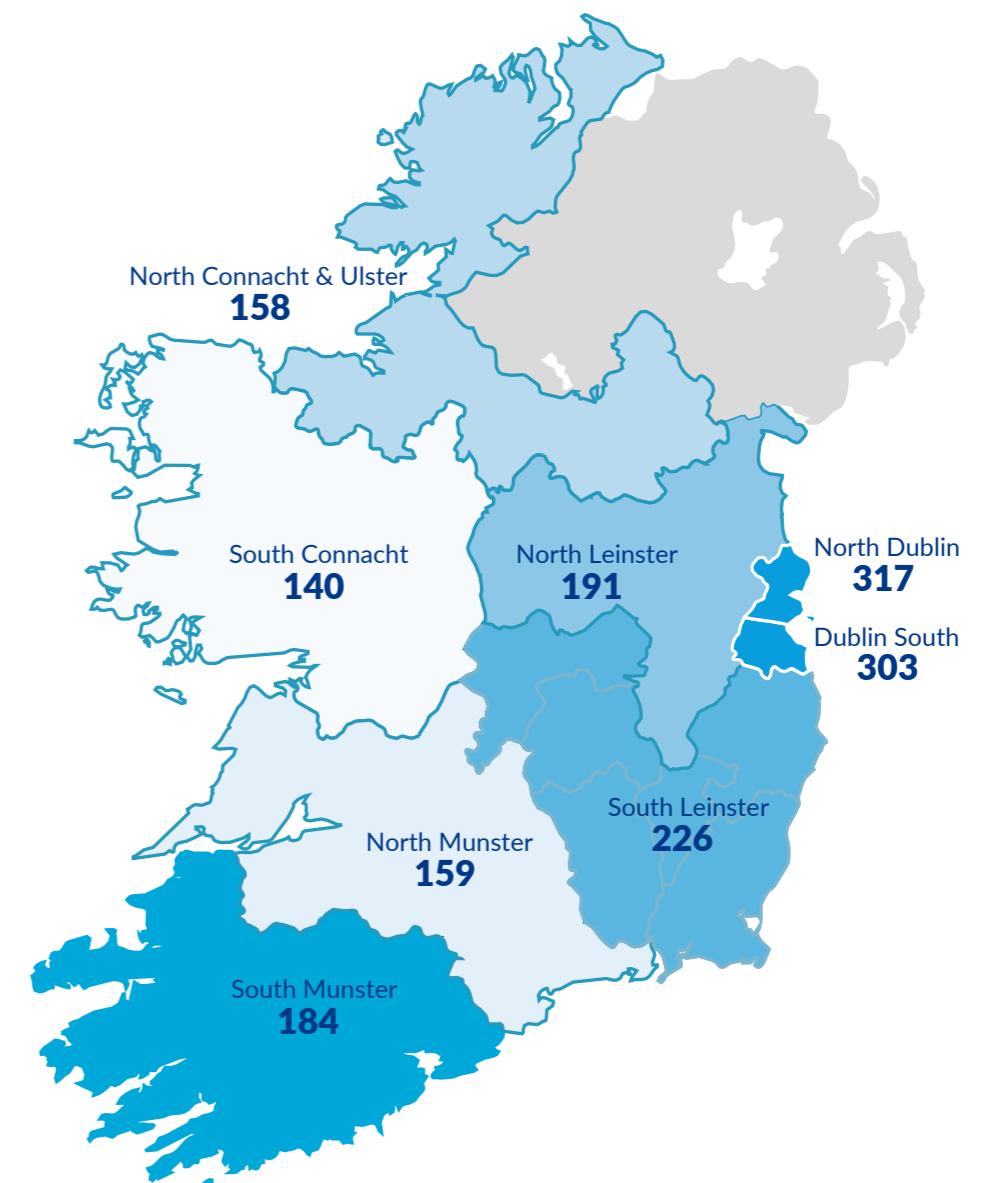 North Connacht & Ulster
158
South Connacht
140
North Leinster
191
North Dublin
317
Dublin South
303
South Leinster
226
North Munster
159
South Munster
184